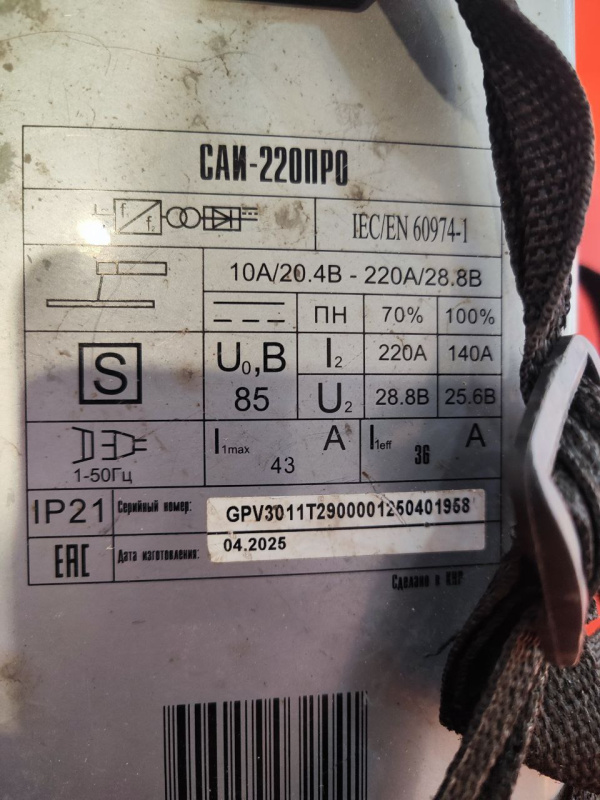 САИ-220ПРО
IEC/EN 60974-1
10А/20.4В - 220А/28.8В
ПН 70% 100%
S
U₀,В I₂ 220А 140А
85 U₂ 28.8В 25.6В
I1max A I1eff A
43 36
1-50Гц
IP21 Серийный номер: GPV3011T2900001250401958
ЕАС Дата изготовления: 04.2025
Сделано в КНР